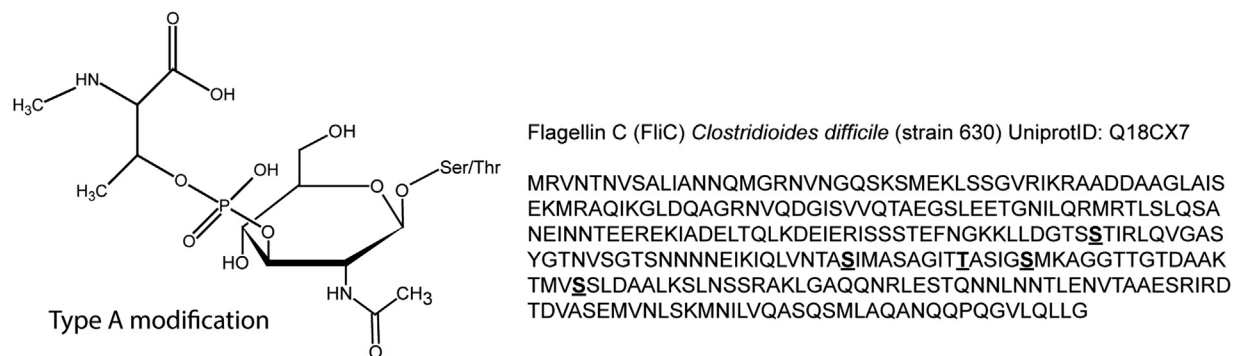 O
HN
OH
H₃C
H₃C
O
OH
P
O
O
HO
OH
O
O
Ser/Thr
HN
CH₃
O
Type A modification
Flagellin C (FliC) Clostridioides difficile (strain 630) UniprotID: Q18CX7
MRVNTNVSALIANNQMGRNVNGQSKSMEKLSSGVRIKRAADDAAGLAIS
EKMRAQIKGLDQAGRNVQDGISVVQTAEGSLEETGNILQRMRTLSLQSA
NEINNTEEREKIADELTQLKDEIERISSSTEFNGKKLLDGTSSTIRLQVGAS
YGTNVSGTSNNNNEIKIQLVNTASIMASAGITTASIGSMKAGGTTGTDAAK
TMVSSLDAALKSLNSSRAKLGAQQNRLESTQNNLNNTLENVTAAESRIRD
TDVASEMVNLSKMNILVQASQSMLAQANQQPQGVLQLLG